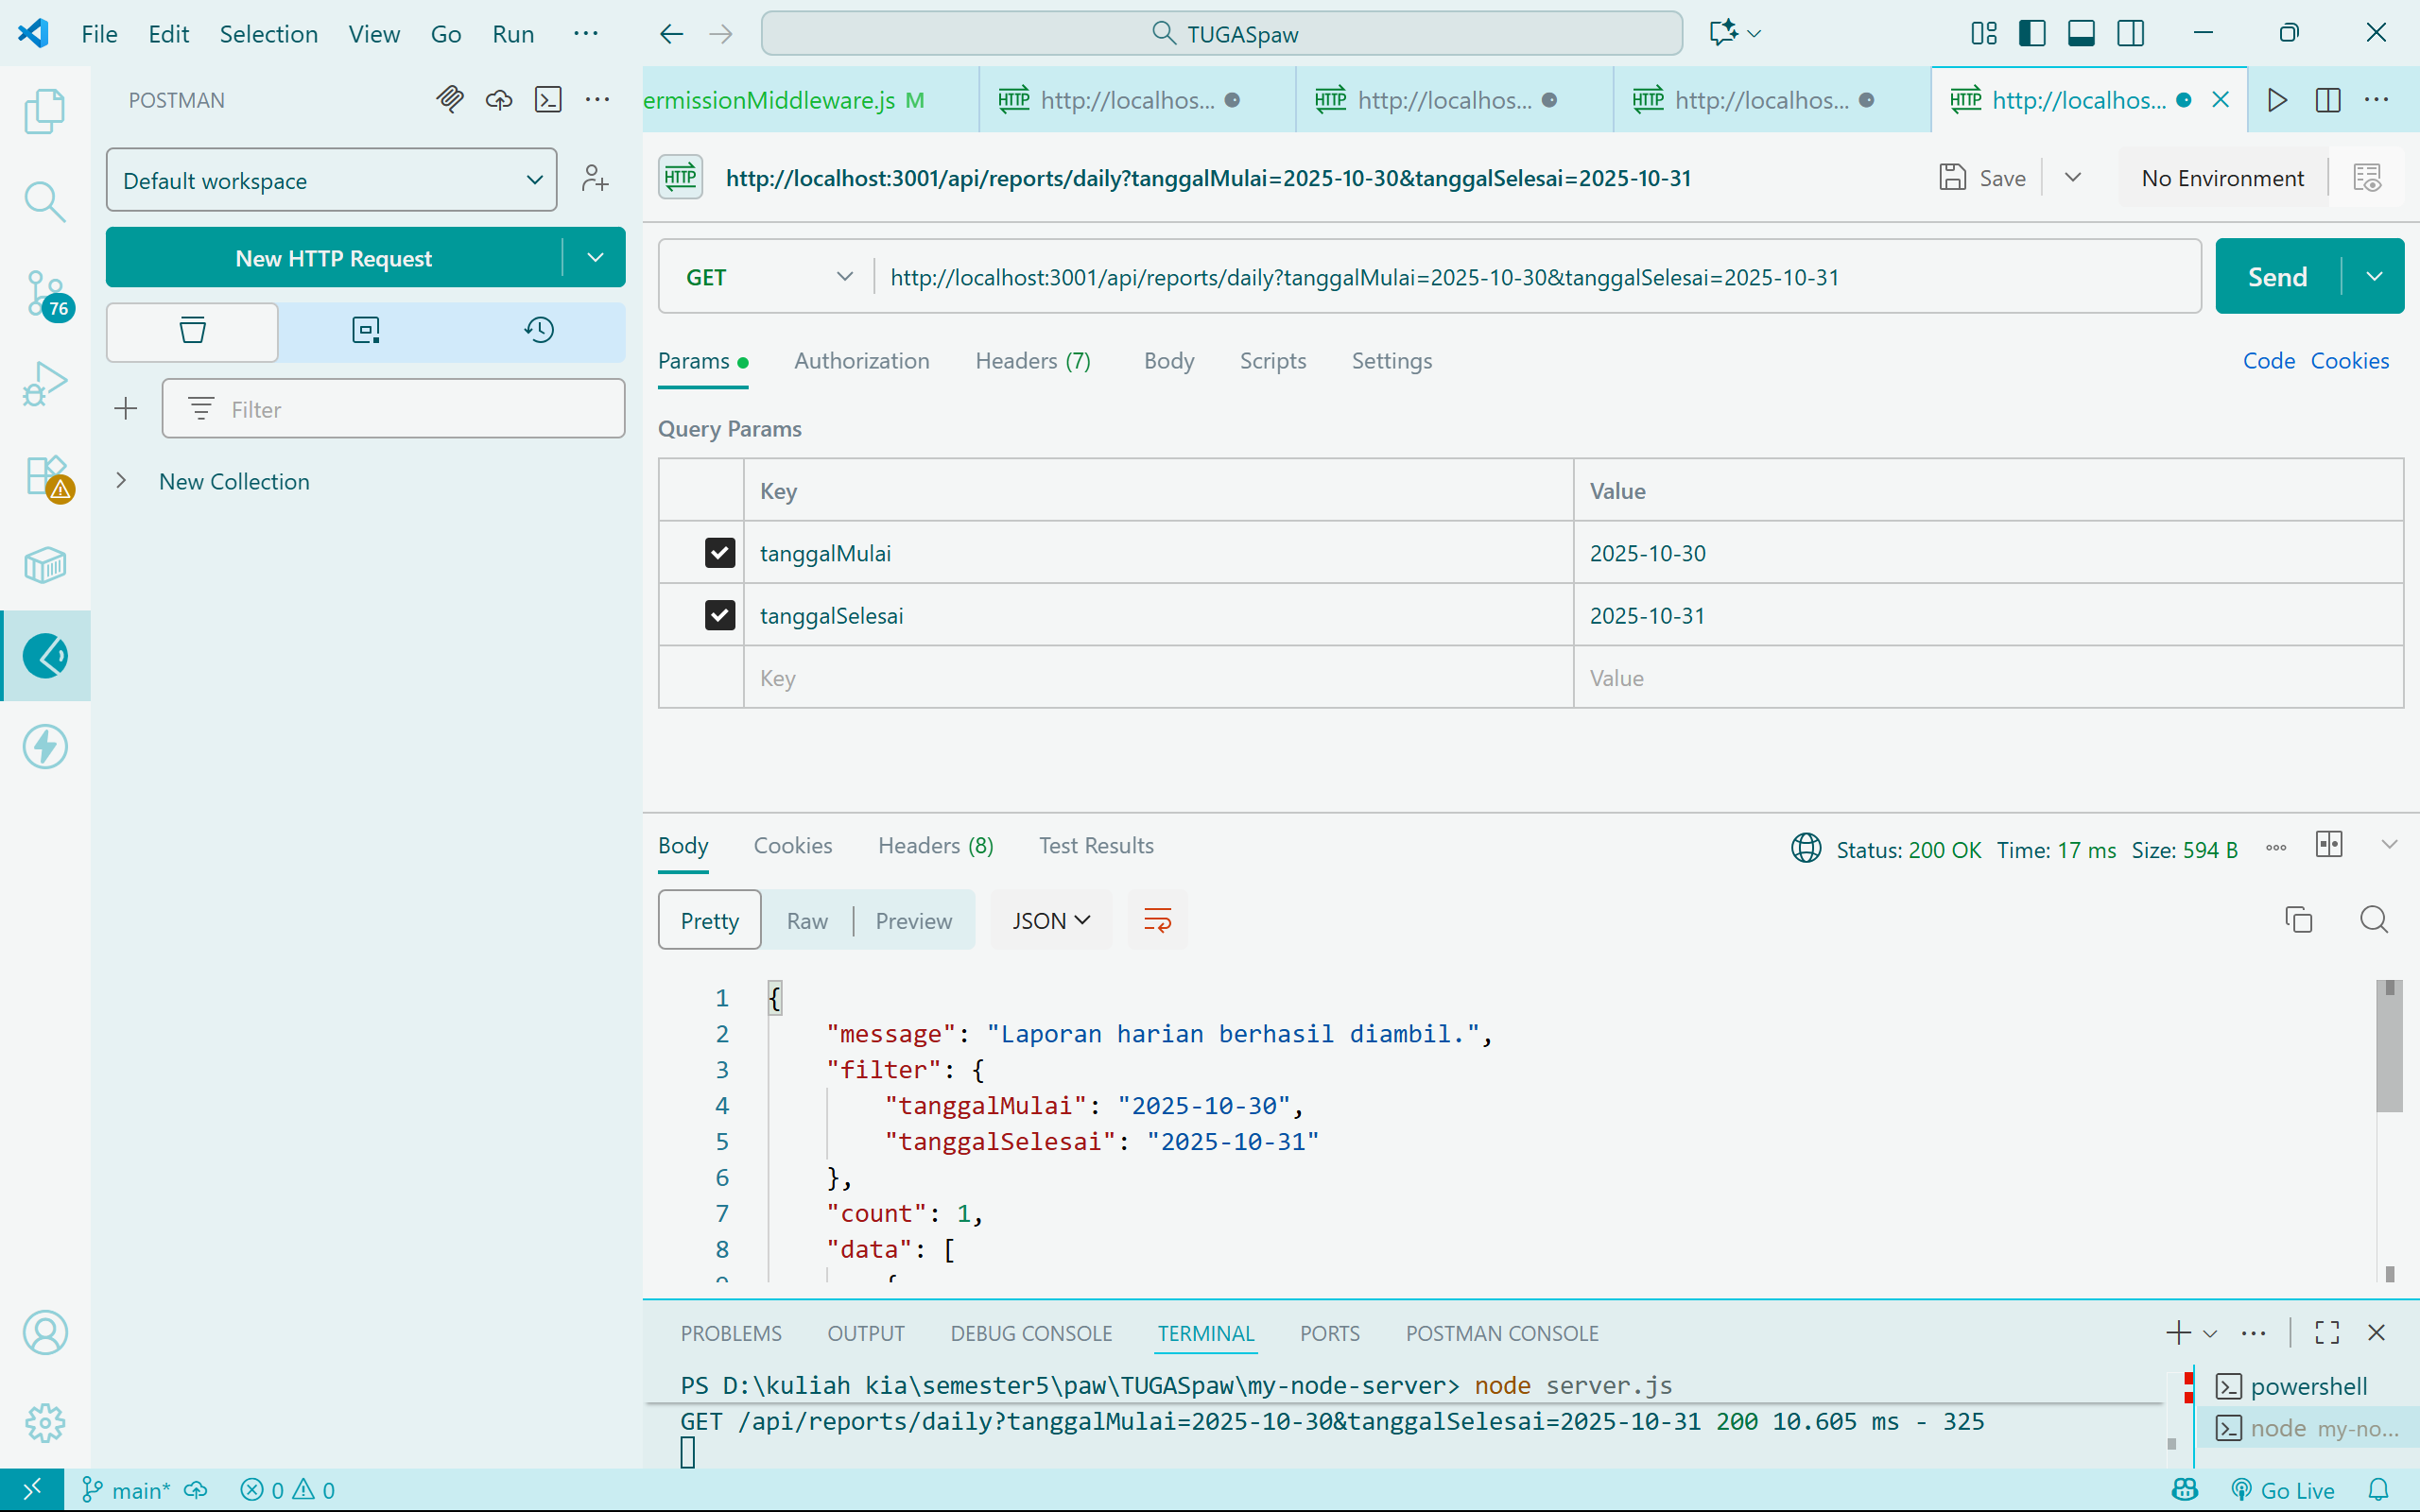 File Edit Selection View Go Run ···
TUGASpaw
POSTMAN
ermissionMiddleware.js M
http://localhos...
http://localhos...
http://localhos...
http://localhos...
Default workspace
http://localhost:3001/api/reports/daily?tanggalMulai=2025-10-30&tanggalSelesai=2025-10-31
Save
No Environment
New HTTP Request
GET
http://localhost:3001/api/reports/daily?tanggalMulai=2025-10-30&tanggalSelesai=2025-10-31
Send
76
Params Authorization Headers (7) Body Scripts Settings
Code Cookies
Filter
Query Params
New Collection
Key Value
tanggalMulai 2025-10-30
tanggalSelesai 2025-10-31
Key Value
Body Cookies Headers (8) Test Results
Status: 200 OK Time: 17 ms Size: 594 B
Pretty Raw Preview JSON
1 {
2 "message": "Laporan harian berhasil diambil.",
3 "filter": {
4 "tanggalMulai": "2025-10-30",
5 "tanggalSelesai": "2025-10-31"
6 },
7 "count": 1,
8 "data": [
9 {
PROBLEMS OUTPUT DEBUG CONSOLE TERMINAL PORTS POSTMAN CONSOLE
PS D:\kuliah kia\semester5\paw\TUGASpaw\my-node-server> node server.js
GET /api/reports/daily?tanggalMulai=2025-10-30&tanggalSelesai=2025-10-31 200 10.605 ms - 325
powershell
node my-no...
main* 0 0
Go Live